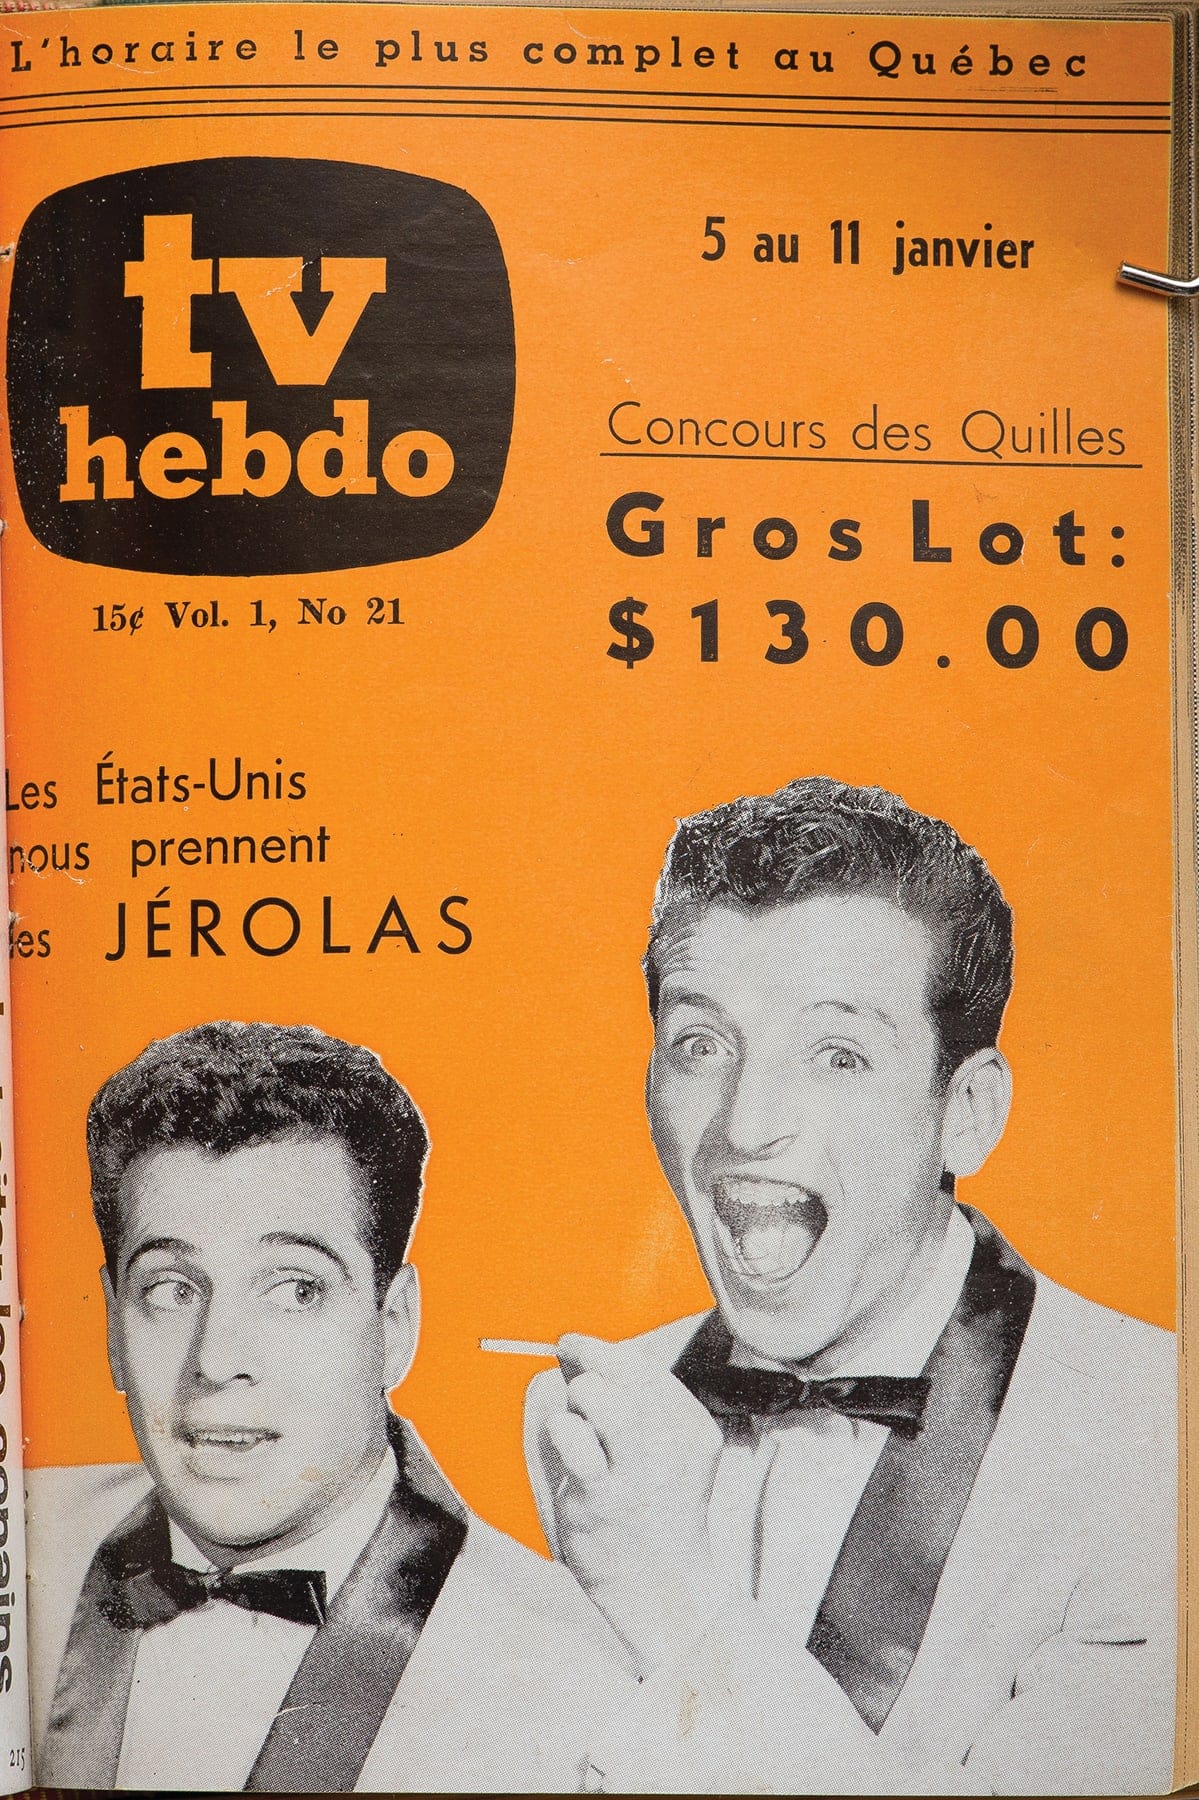 L'horaire le plus complet au Québec
tv
hebdo
15¢ Vol. 1, No 21
5 au 11 janvier
Concours des Quilles
Gros Lot:
$130.00
Les États-Unis
nous prennent
les JÉROLAS
215